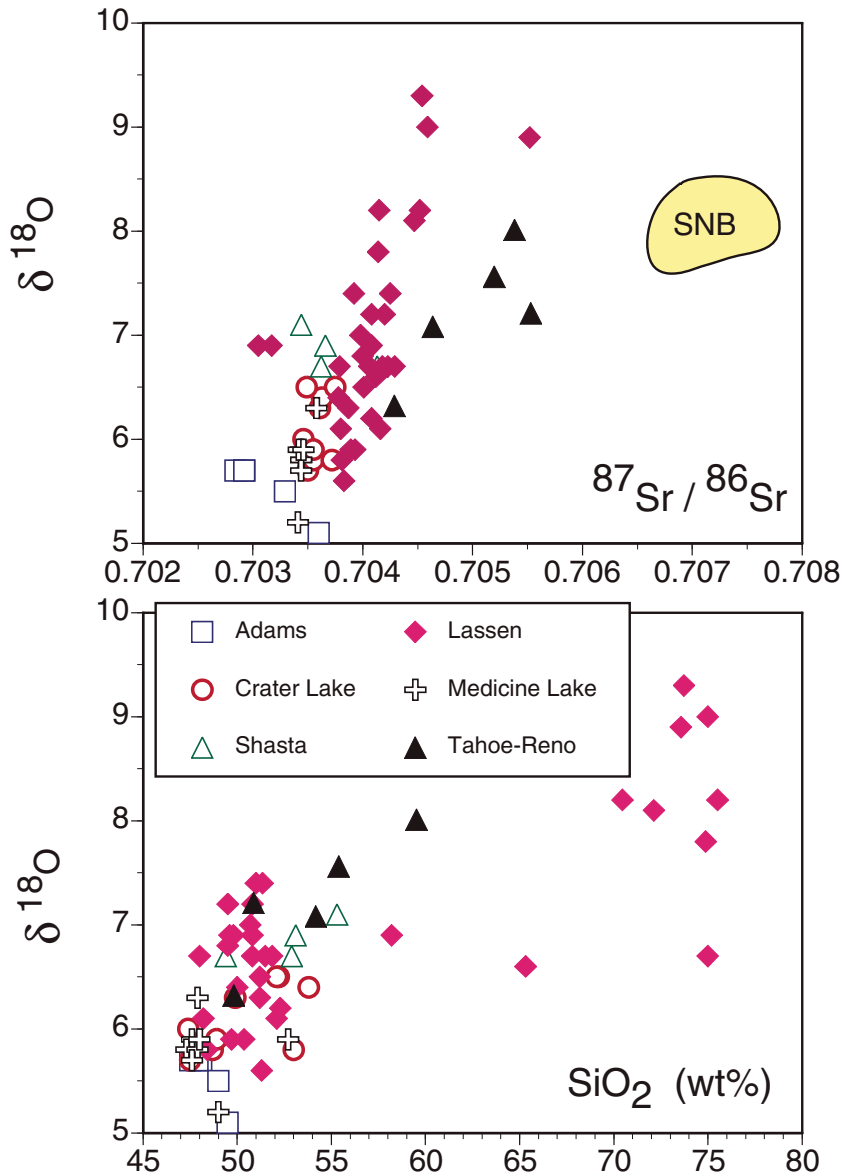 10
9
8
7
6
5
δ ¹⁸O
SNB
⁸⁷Sr / ⁸⁶Sr
0.702 0.703 0.704 0.705 0.706 0.707 0.708
10
9
8
7
6
5
δ ¹⁸O
Adams Lassen
Crater Lake Medicine Lake
Shasta Tahoe-Reno
SiO₂ (wt%)
45 50 55 60 65 70 75 80